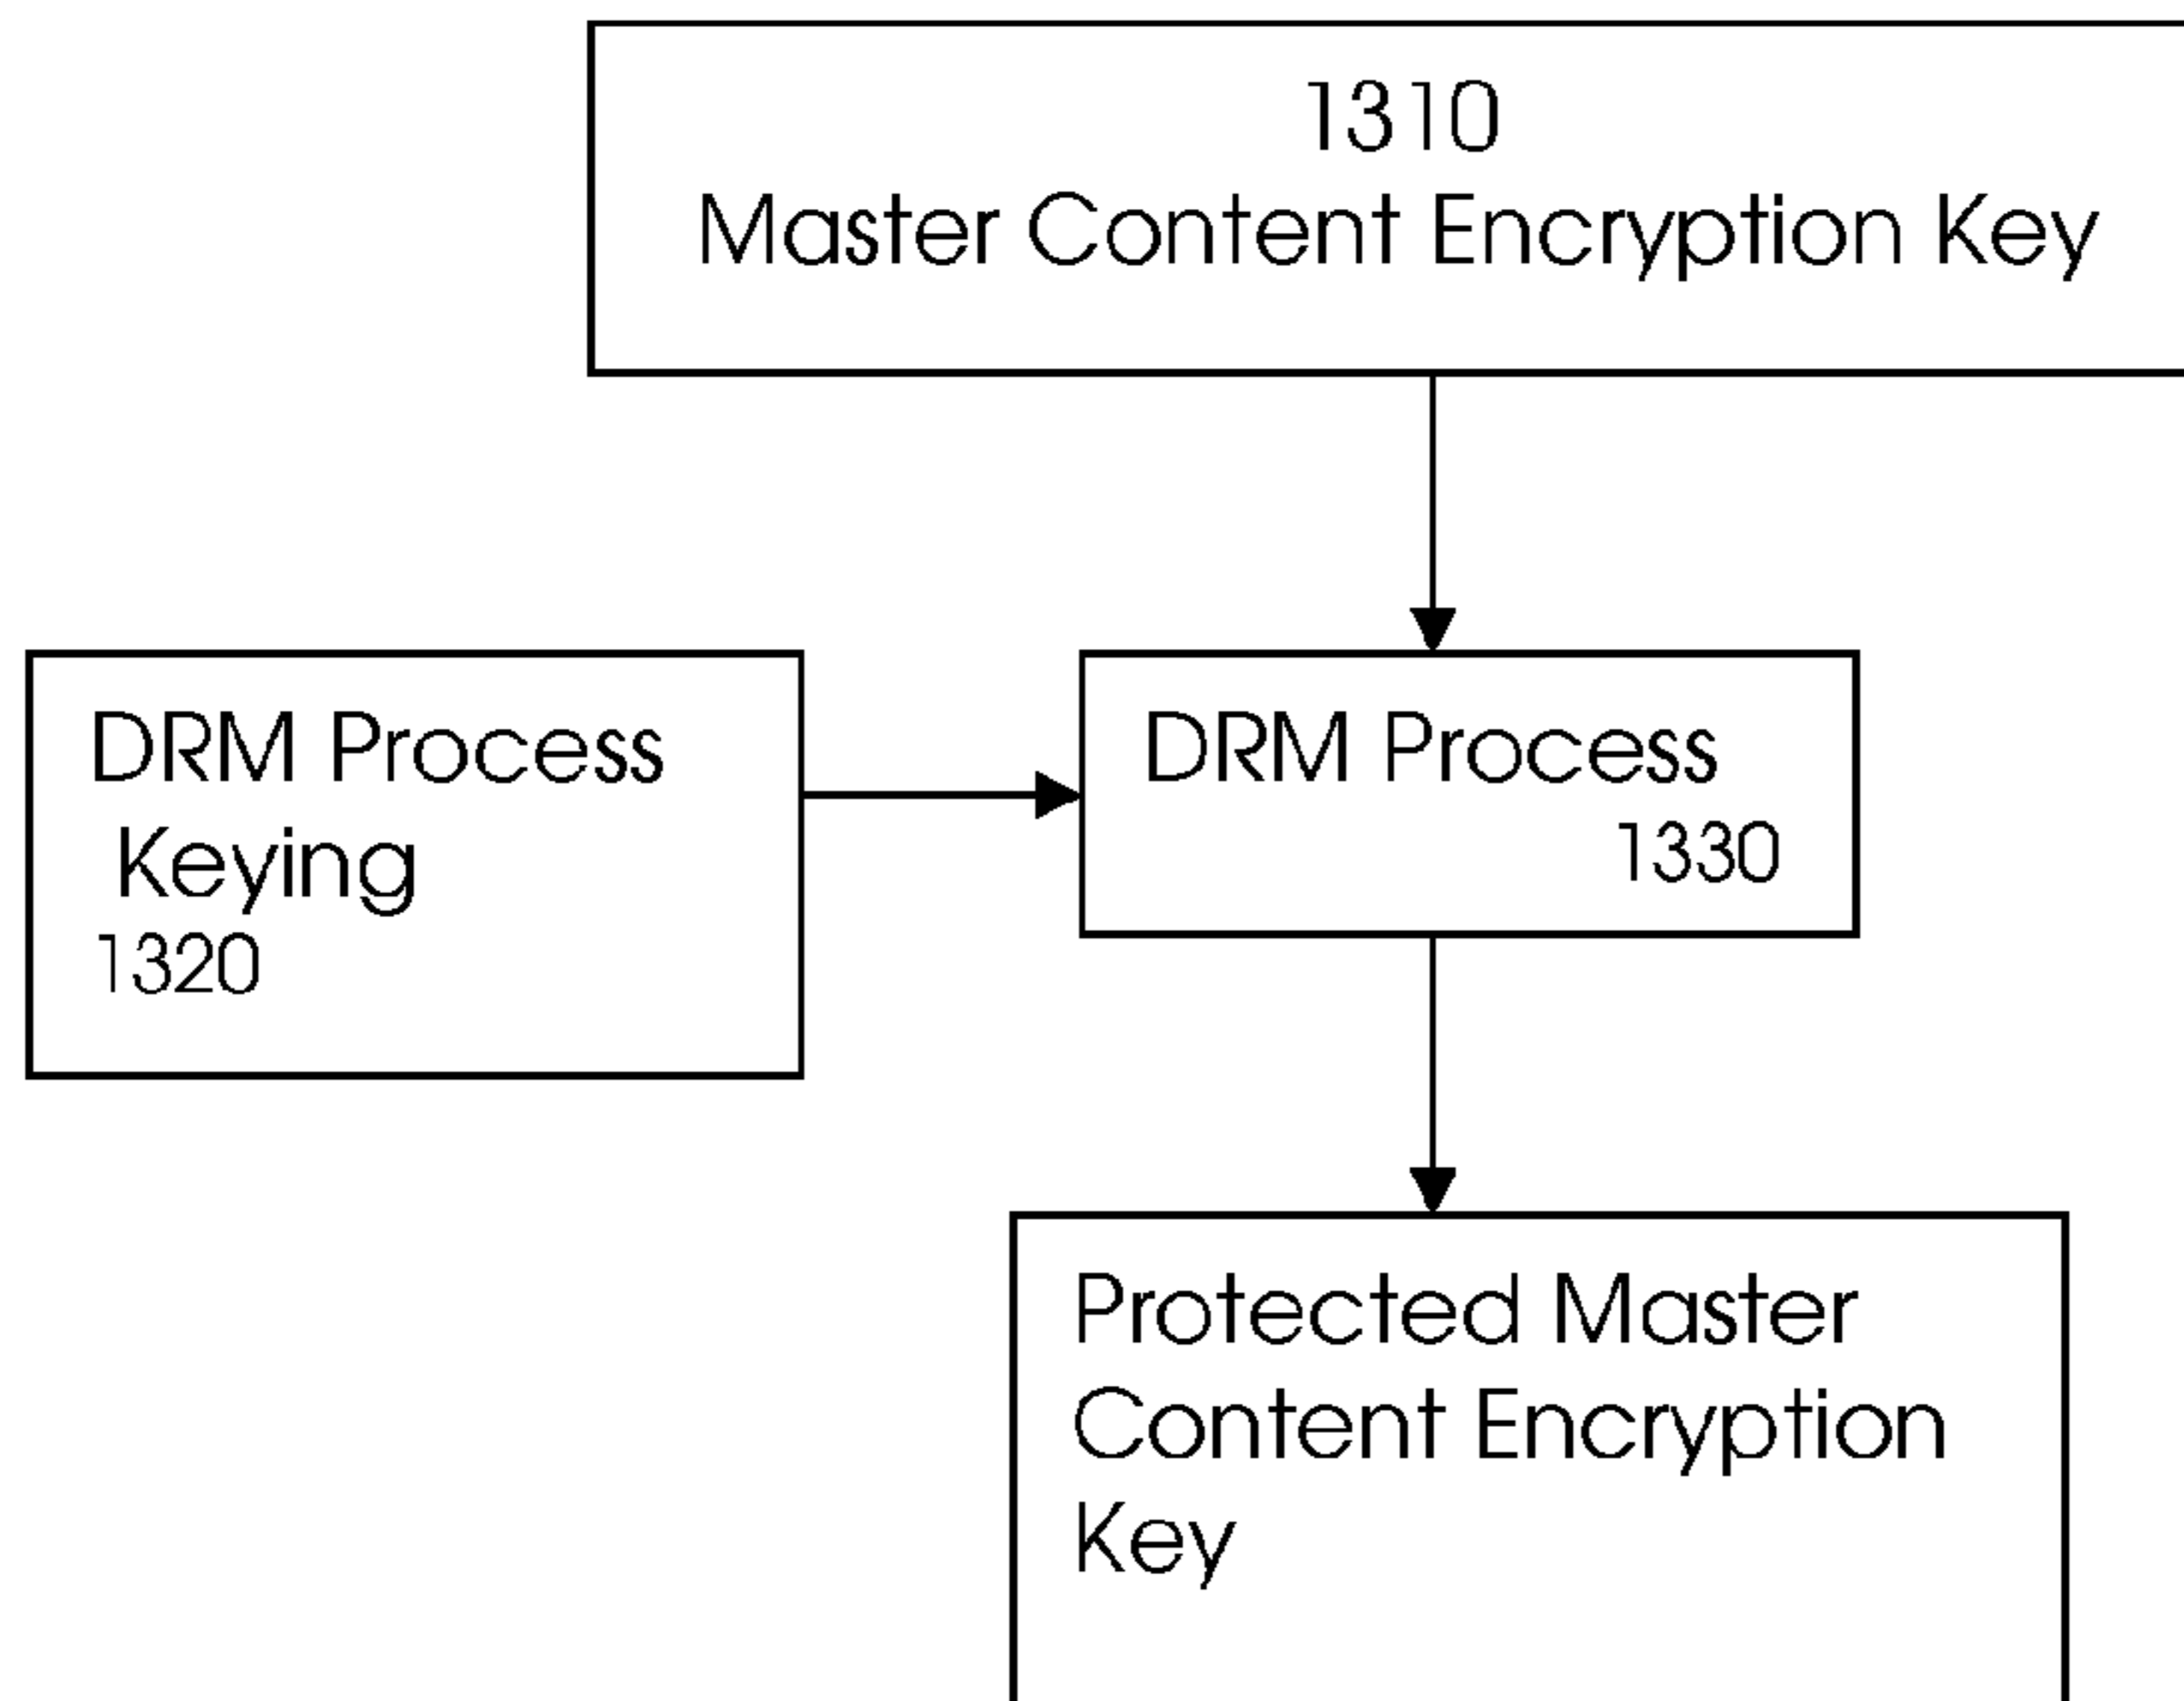 1310
Master Content Encryption Key
DRM Process
Keying
1320
DRM Process
1330
Protected Master
Content Encryption
Key